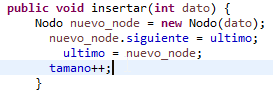 public void insertar(int dato) {
Nodo nuevo_node = new Nodo(dato);
nuevo_node.siguiente = ultimo;
ultimo = nuevo_node;
tamano++;
}